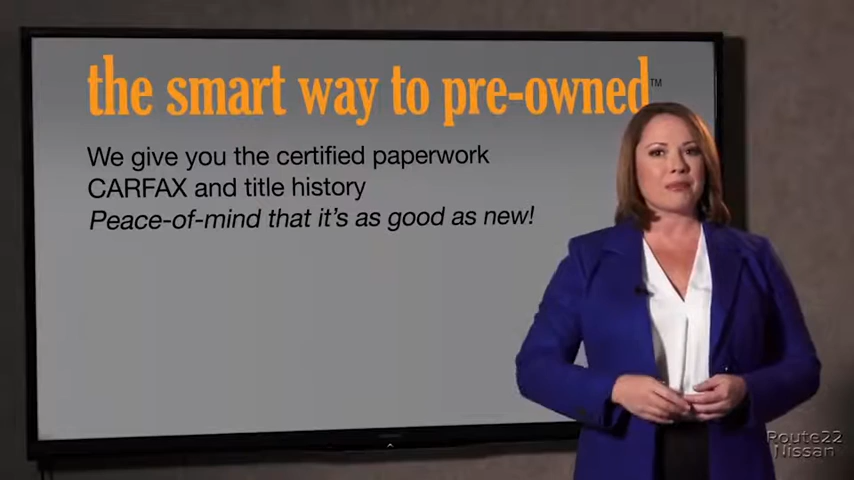 the smart way to pre-owned™
We give you the certified paperwork
CARFAX and title history
Peace-of-mind that it's as good as new!
Route22
Nissan